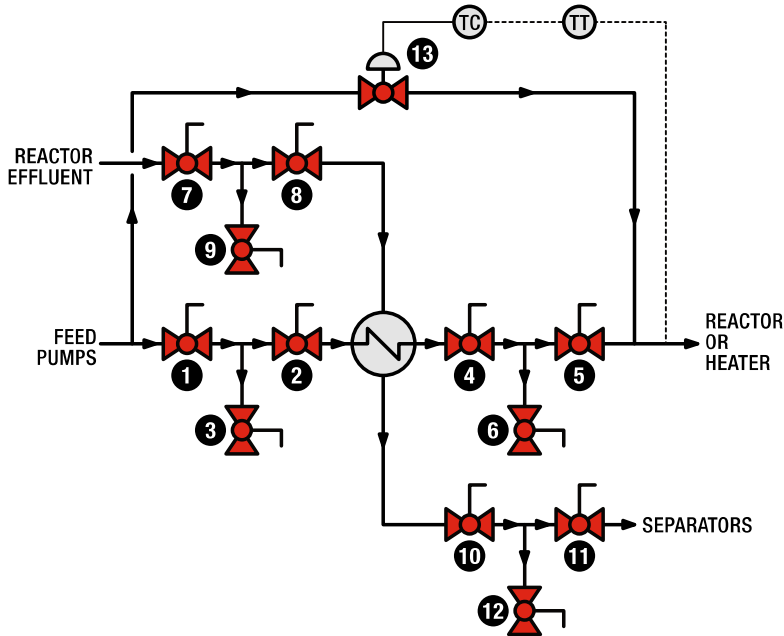 TC
TT
13
REACTOR
EFFLUENT
7
8
9
FEED
PUMPS
1
2
4
5
REACTOR
OR
HEATER
3
6
10
11
SEPARATORS
12